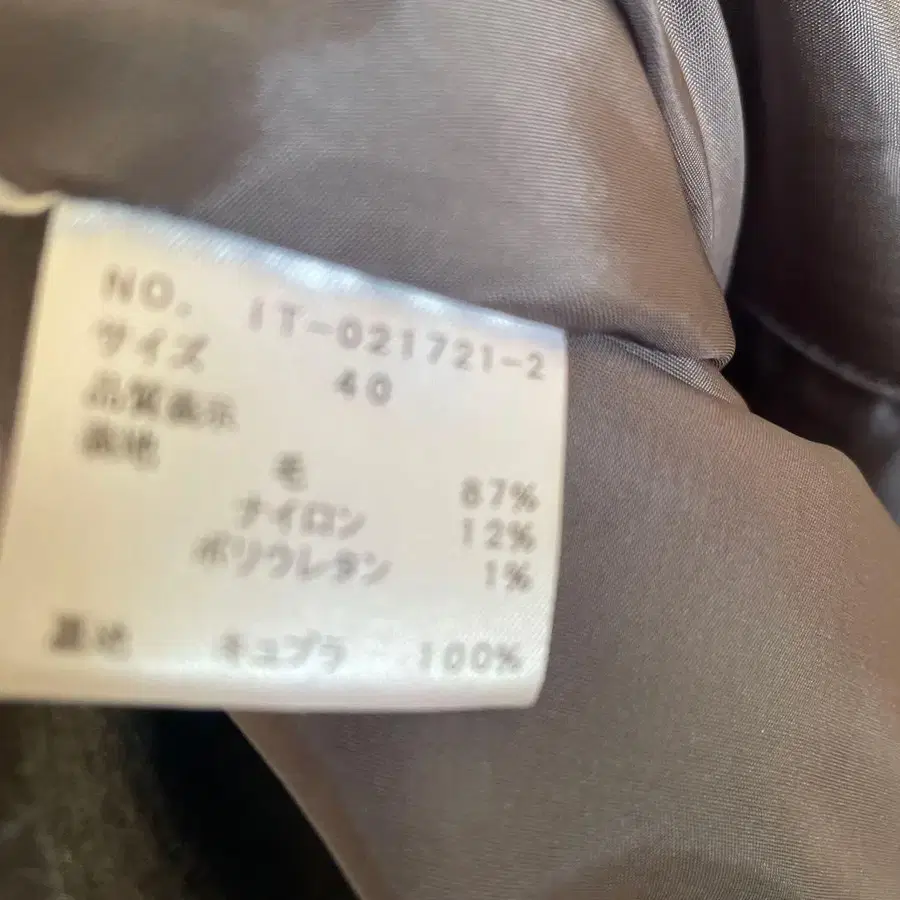 NO. IT-021721-2
サイズ 40
品質表示
表地
毛 87%
ナイロン 12%
ポリウレタン 1%
裏地 キュプラ 100%